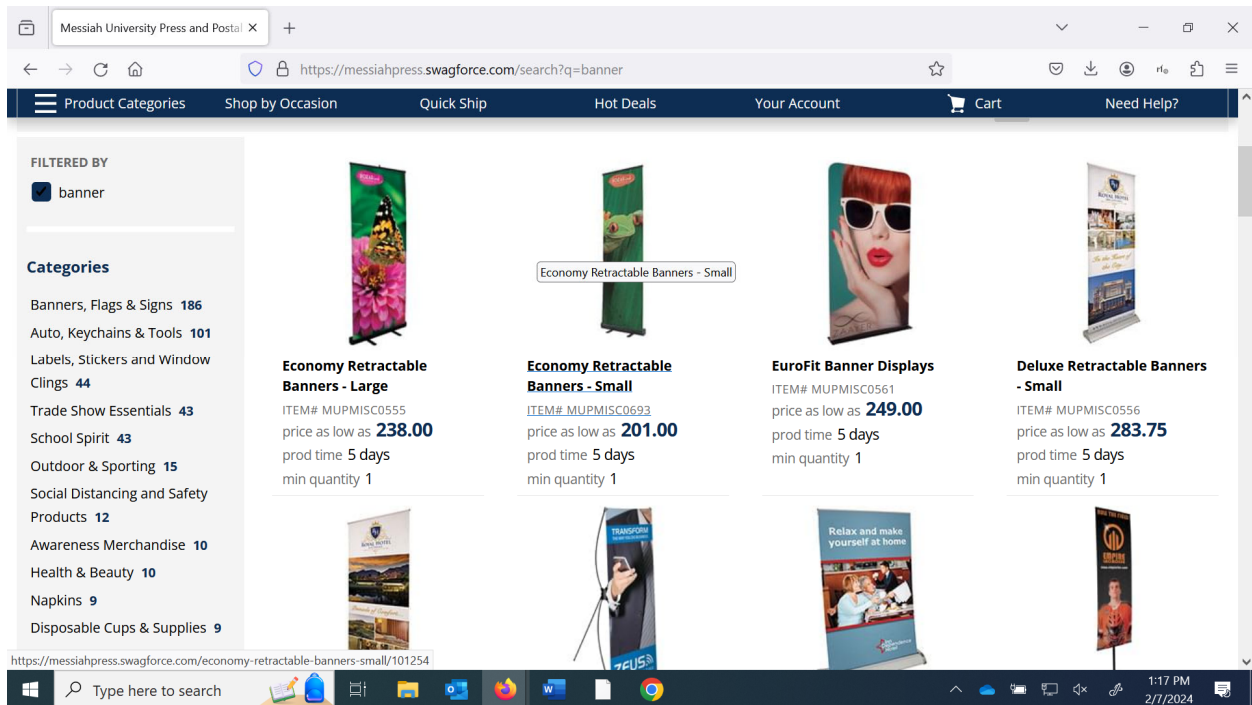 Messiah University Press and Postal
https://messiahpress.swagforce.com/search?q=banner
Product Categories
Shop by Occasion
Quick Ship
Hot Deals
Your Account
Cart
Need Help?
FILTERED BY
banner
Categories
Banners, Flags & Signs 186
Auto, Keychains & Tools 101
Labels, Stickers and Window
Clings 44
Trade Show Essentials 43
School Spirit 43
Outdoor & Sporting 15
Social Distancing and Safety
Products 12
Awareness Merchandise 10
Health & Beauty 10
Napkins 9
Disposable Cups & Supplies 9
Economy Retractable
Banners - Large
ITEM# MUPMISC0555
price as low as 238.00
prod time 5 days
min quantity 1
Economy Retractable Banners - Small
Economy Retractable
Banners - Small
ITEM# MUPMISC0693
price as low as 201.00
prod time 5 days
min quantity 1
EuroFit Banner Displays
ITEM# MUPMISC0561
price as low as 249.00
prod time 5 days
min quantity 1
ROYAL HOTEL
Deluxe Retractable Banners
- Small
ITEM# MUPMISC0556
price as low as 283.75
prod time 5 days
min quantity 1
ROYAL HOTEL
TRANSFORM
ZEUS
Relax and make
yourself at home
EMPIRE
https://messiahpress.swagforce.com/economy-retractable-banners-small/101254
Type here to search
1:17 PM
2/7/2024